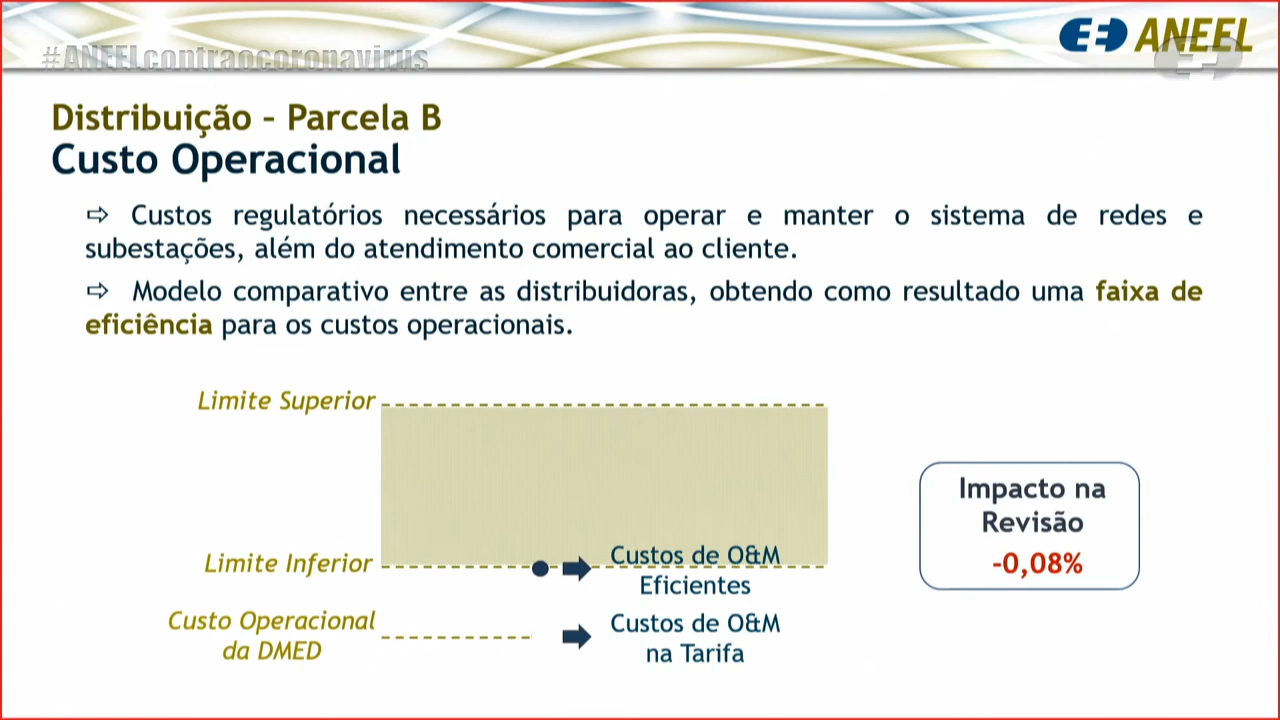 #ANEELcontraocoronavirus
ANEEL
Distribuição – Parcela B
Custo Operacional
⇨ Custos regulatórios necessários para operar e manter o sistema de redes e
subestações, além do atendimento comercial ao cliente.
⇨ Modelo comparativo entre as distribuidoras, obtendo como resultado uma faixa de
eficiência para os custos operacionais.
Limite Superior
Impacto na
Revisão
-0,08%
Limite Inferior
Custos de O&M
Eficientes
Custo Operacional
da DMED
Custos de O&M
na Tarifa